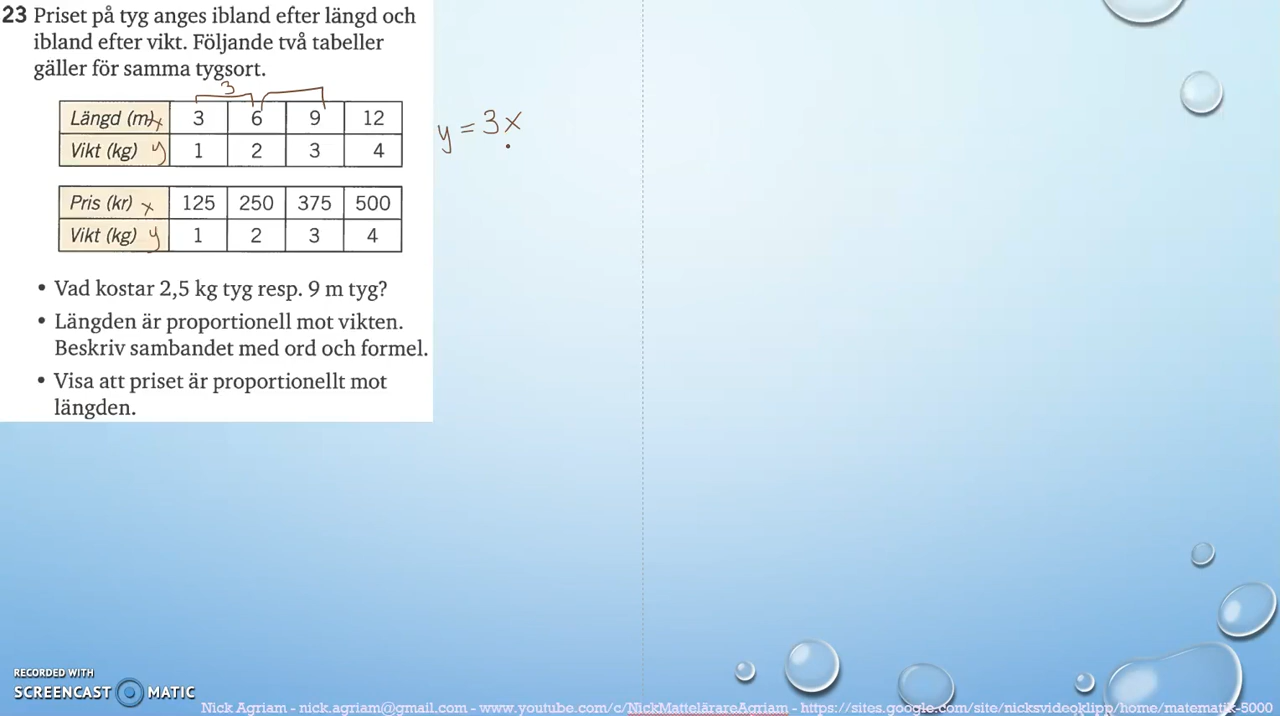 23 Priset på tyg anges ibland efter längd och
ibland efter vikt. Följande två tabeller
gäller för samma tygsort.
3
Längd (m) x 3 6 9 12
Vikt (kg) y 1 2 3 4
y = 3x
Pris (kr) x 125 250 375 500
Vikt (kg) y 1 2 3 4
• Vad kostar 2,5 kg tyg resp. 9 m tyg?
• Längden är proportionell mot vikten.
Beskriv sambandet med ord och formel.
• Visa att priset är proportionellt mot
längden.
RECORDED WITH
SCREENCAST MATIC
Nick Agriam - nick.agriam@gmail.com - www.youtube.com/c/NickMattelärareAgriam - https://sites.google.com/site/nicksvideoklipp/home/matematik-5000